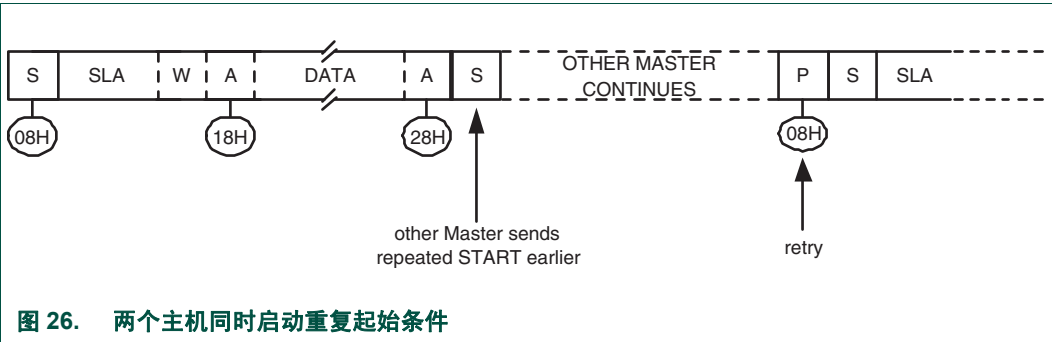 S SLA W A DATA A S OTHER MASTER CONTINUES P S SLA
08H 18H 28H 08H
other Master sends
repeated START earlier
retry
图 26. 两个主机同时启动重复起始条件